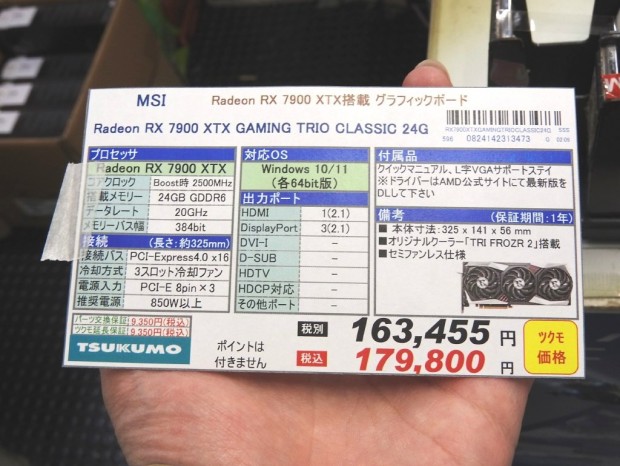 MSI Radeon RX 7900 XTX搭載 グラフィックボード
Radeon RX 7900 XTX GAMING TRIO CLASSIC 24G
RX7900XTXGAMINGTRIOCLASSIC24G
0824142313473
プロセッサ
Radeon RX 7900 XTX
コアクロック Boost時 2500MHz
搭載メモリー 24GB GDDR6
データレート 20GHz
メモリーバス幅 384bit
接続 (長さ:約325mm)
接続バス PCI-Express4.0 x16
冷却方式 3スロット冷却ファン
電源入力 PCI-E 8pin×3
推奨電源 850W以上
対応OS
Windows 10/11
(各64bit版)
出力ポート
HDMI 1(2.1)
DisplayPort 3(2.1)
DVI-I -
D-SUB -
HDTV -
HDCP対応 -
その他ポート -
付属品
クイックマニュアル、L字VGAサポートステイ
※ドライバーはAMD公式サイトにて最新版を
DLして下さい
備考 (保証期間:1年)
■ 本体寸法:325 x 141 x 56 mm
■オリジナルクーラー「TRI FROZR 2」搭載
■セミファンレス仕様
パーツ交換保証 9,350円(税込)
ツクモ延長保証 9,350円(税込)
TSUKUMO
ポイントは
付きません
税別 163,455 円
税込 179,800 円
ツクモ
価格